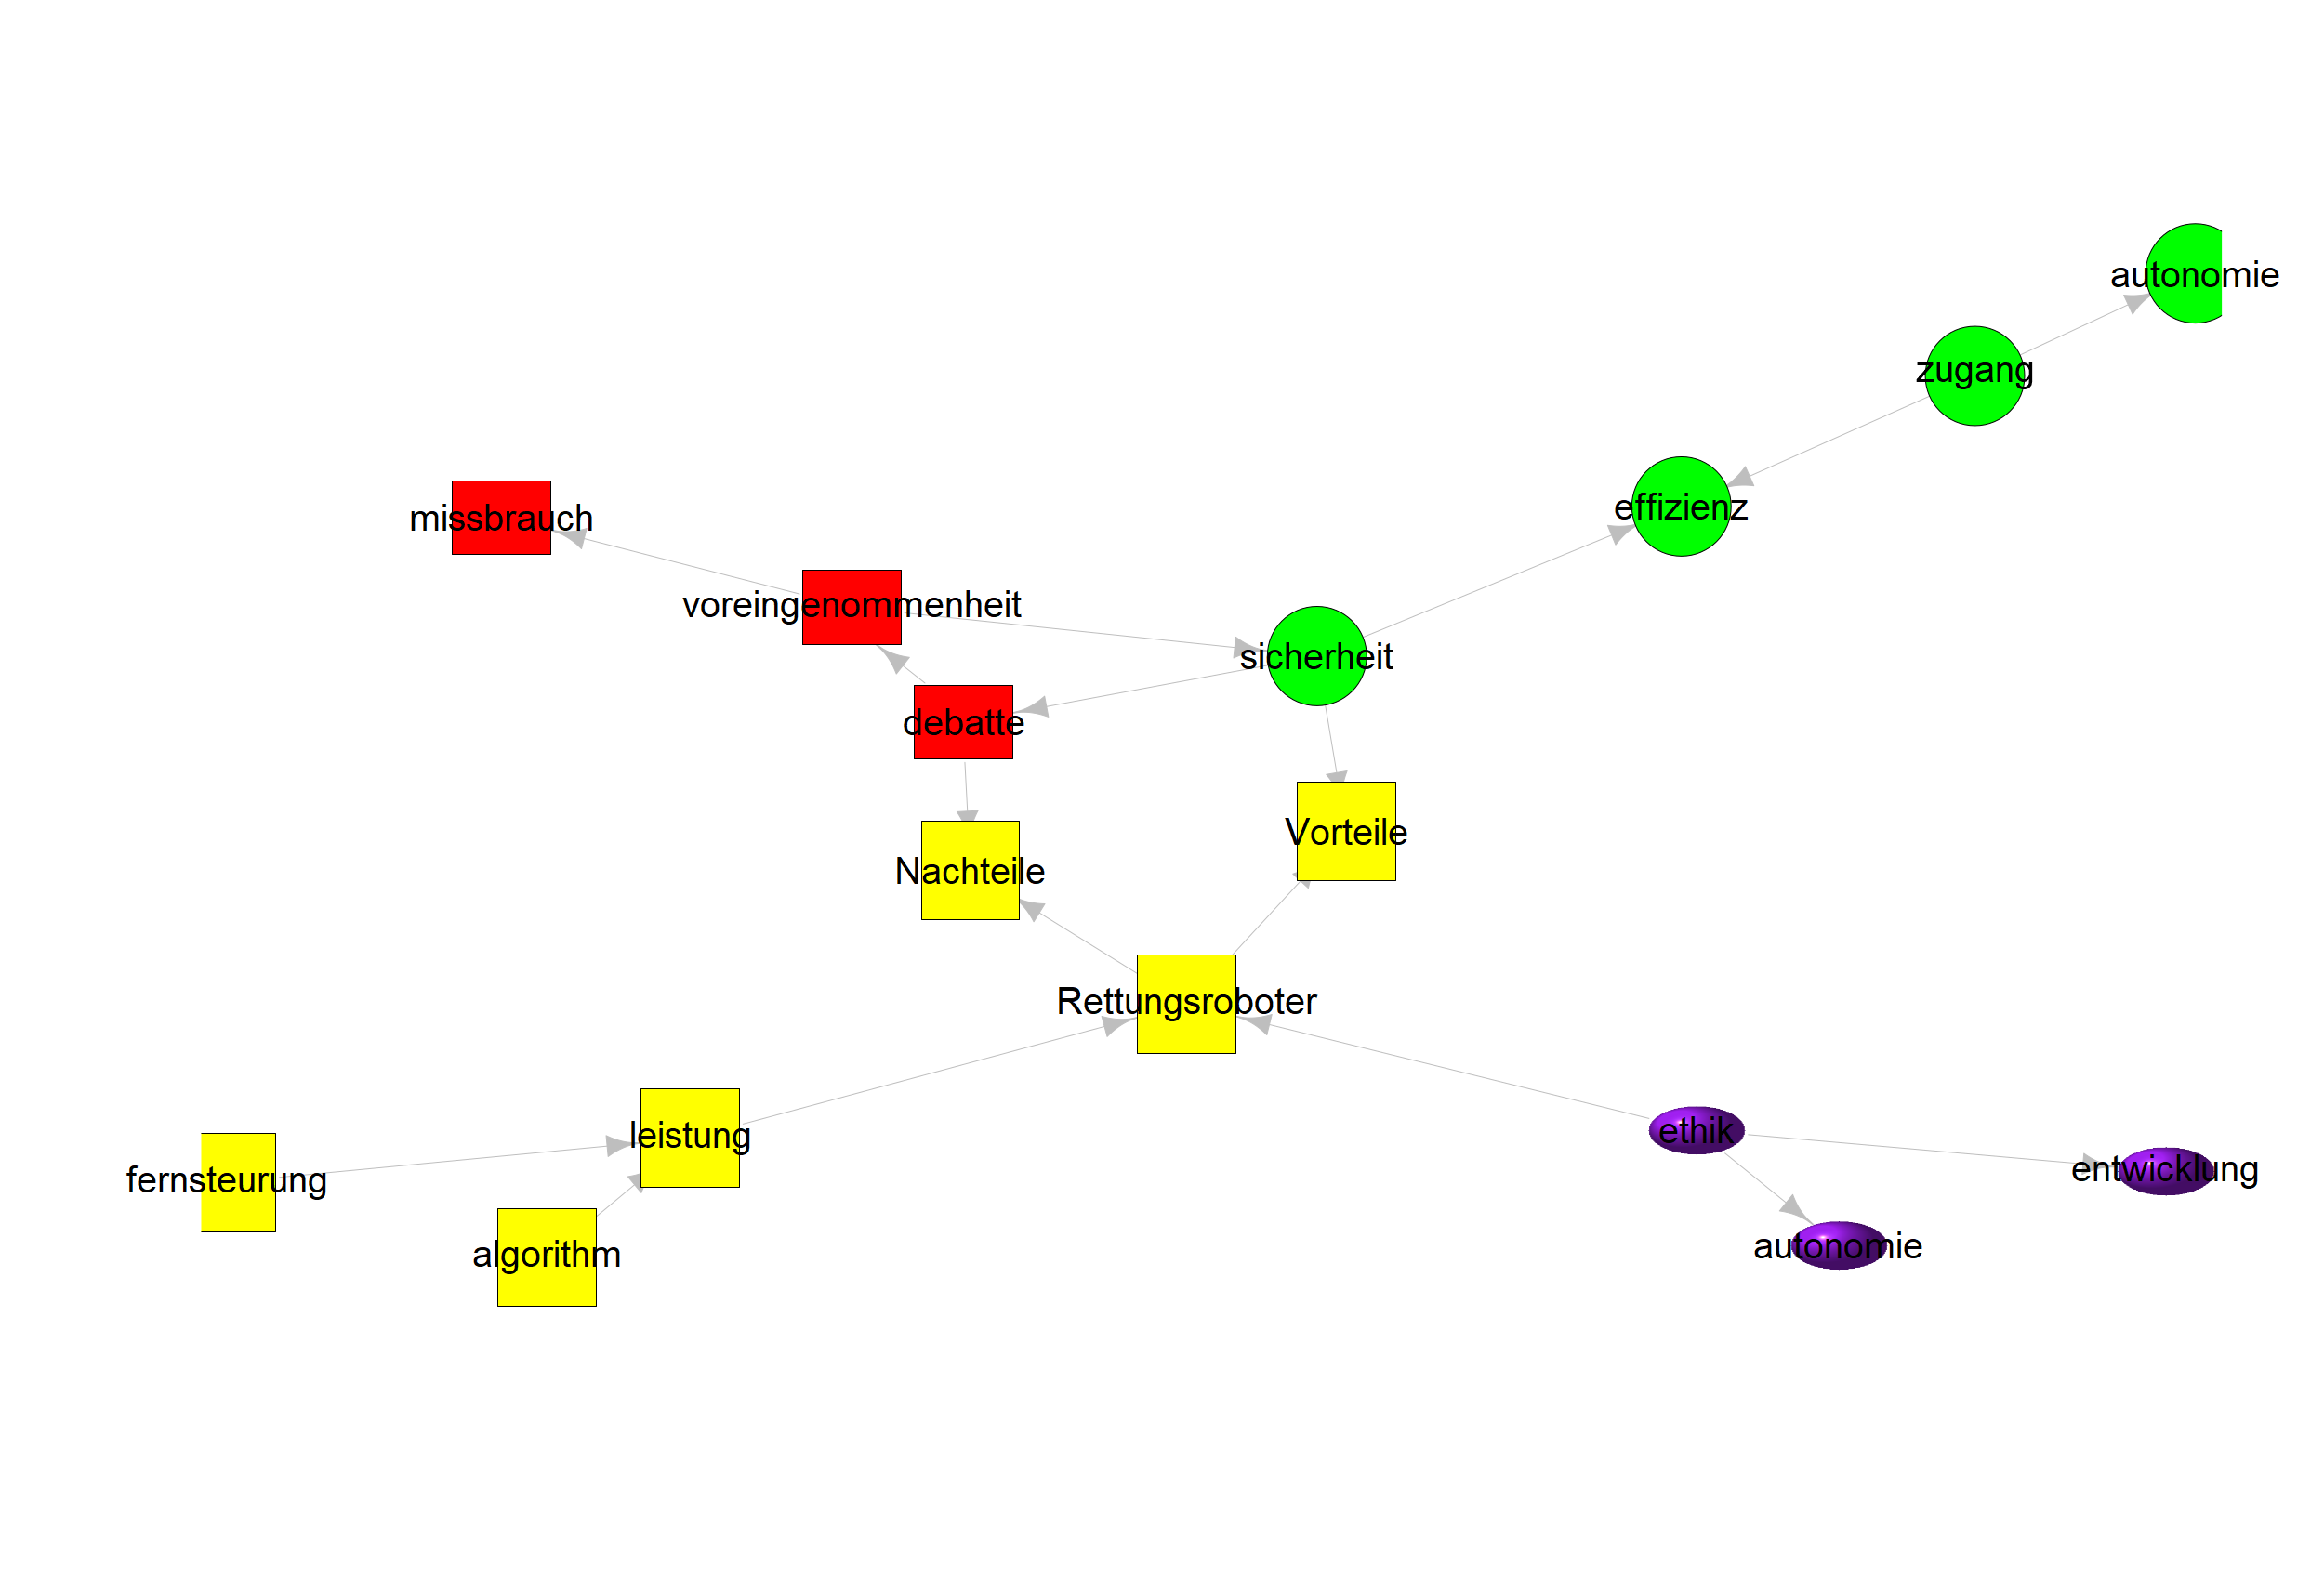 autonomie
zugang
effizienz
missbrauch
voreingenommenheit
sicherheit
debatte
Vorteile
Nachteile
Rettungsroboter
leistung
ethik
fernsteurung
entwicklung
algorithm
autonomie